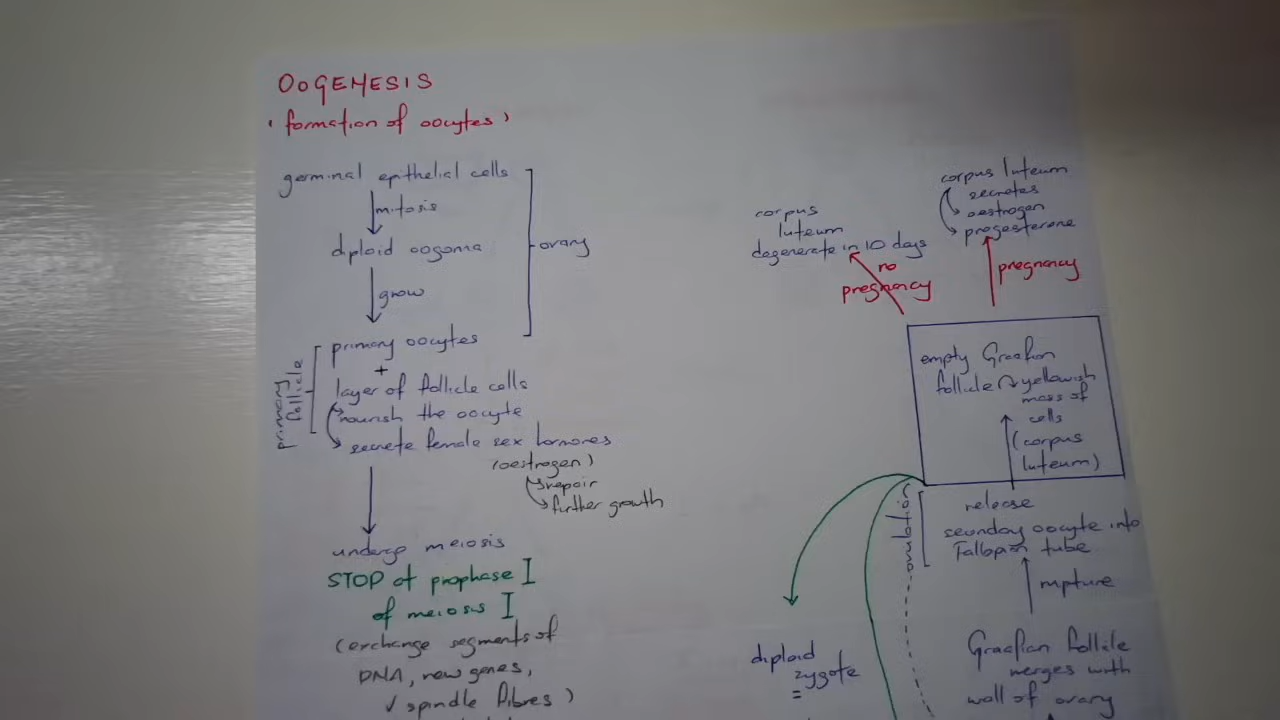 OOGENESIS
' formation of oocytes '
germinal epithelial cells
mitosis
diploid oogonia
ovary
grow
primary oocytes
+
layer of follicle cells
primary follicle
nourish the oocyte
secrete female sex hormones
(oestrogen)
repair
further growth
undergo meiosis
STOP at prophase I
of meiosis I
(exchange segments of
DNA, new genes,
✓ spindle fibres)
corpus
luteum
degenerate in 10 days
no
pregnancy
corpus luteum
secretes
oestrogen
progesterone
pregnancy
empty Graafian
follicle → yellowish
mass of
cells
(corpus
luteum)
ovulation
release
secondary oocyte into
Fallopian tube
rupture
Graafian follicle
merges with
wall of ovary
diploid
zygote
=